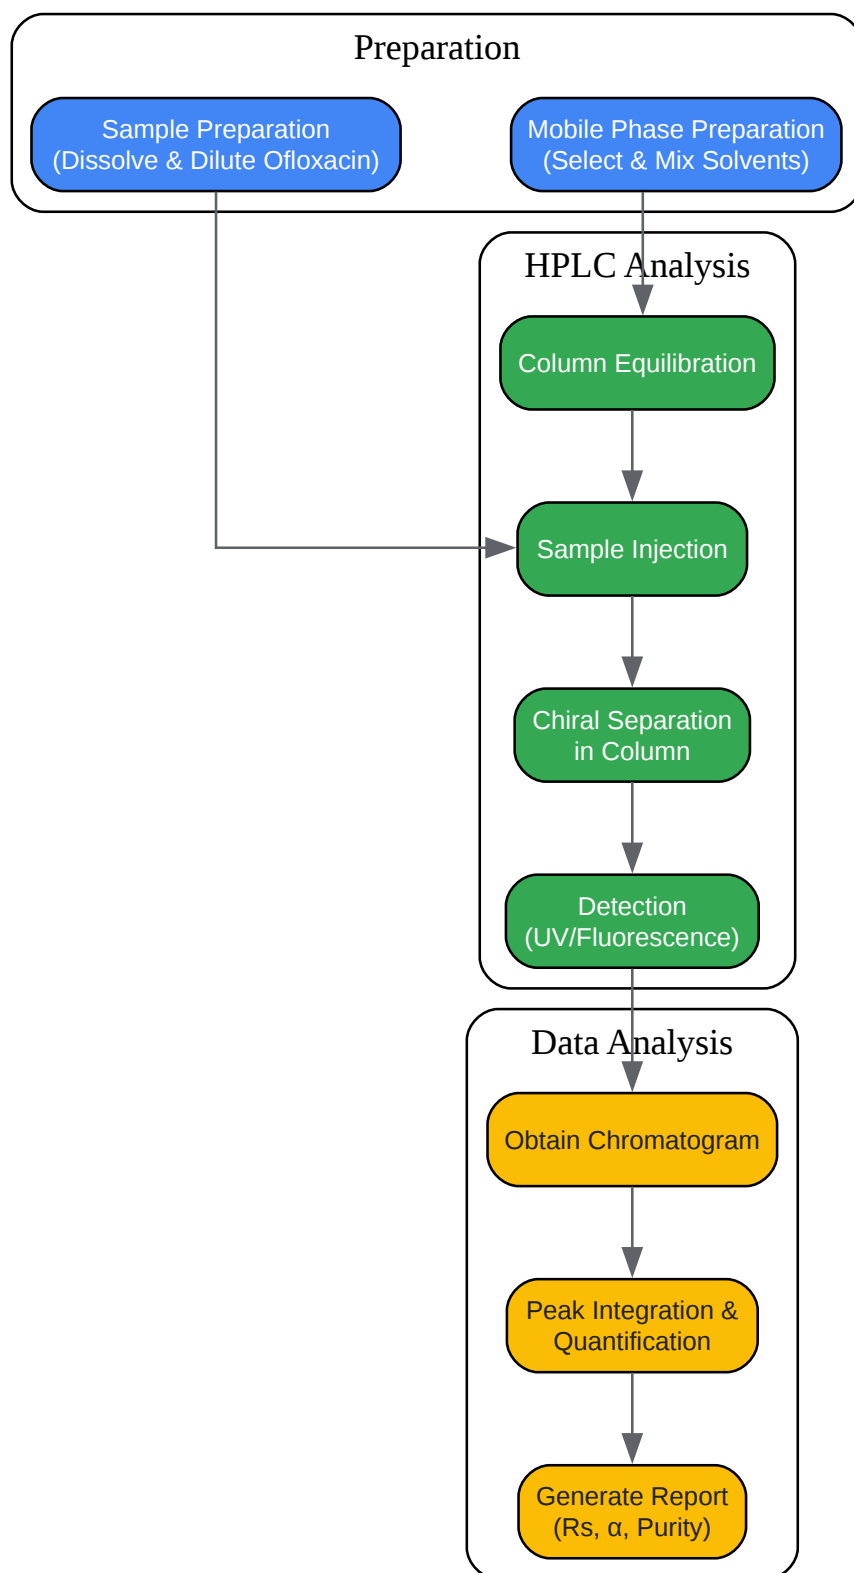 Preparation
Sample Preparation
(Dissolve & Dilute Ofloxacin)
Mobile Phase Preparation
(Select & Mix Solvents)
HPLC Analysis
Column Equilibration
Sample Injection
Chiral Separation
in Column
Detection
(UV/Fluorescence)
Data Analysis
Obtain Chromatogram
Peak Integration &
Quantification
Generate Report
(Rs, α, Purity)